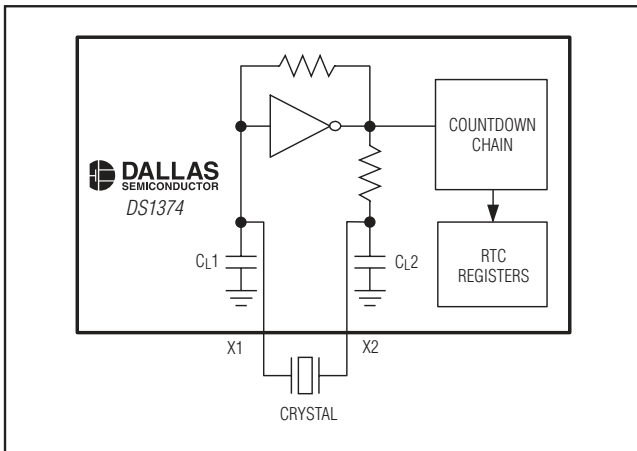 DALLAS
SEMICONDUCTOR
DS1374
COUNTDOWN
CHAIN
RTC
REGISTERS
CL1
CL2
X1
X2
CRYSTAL